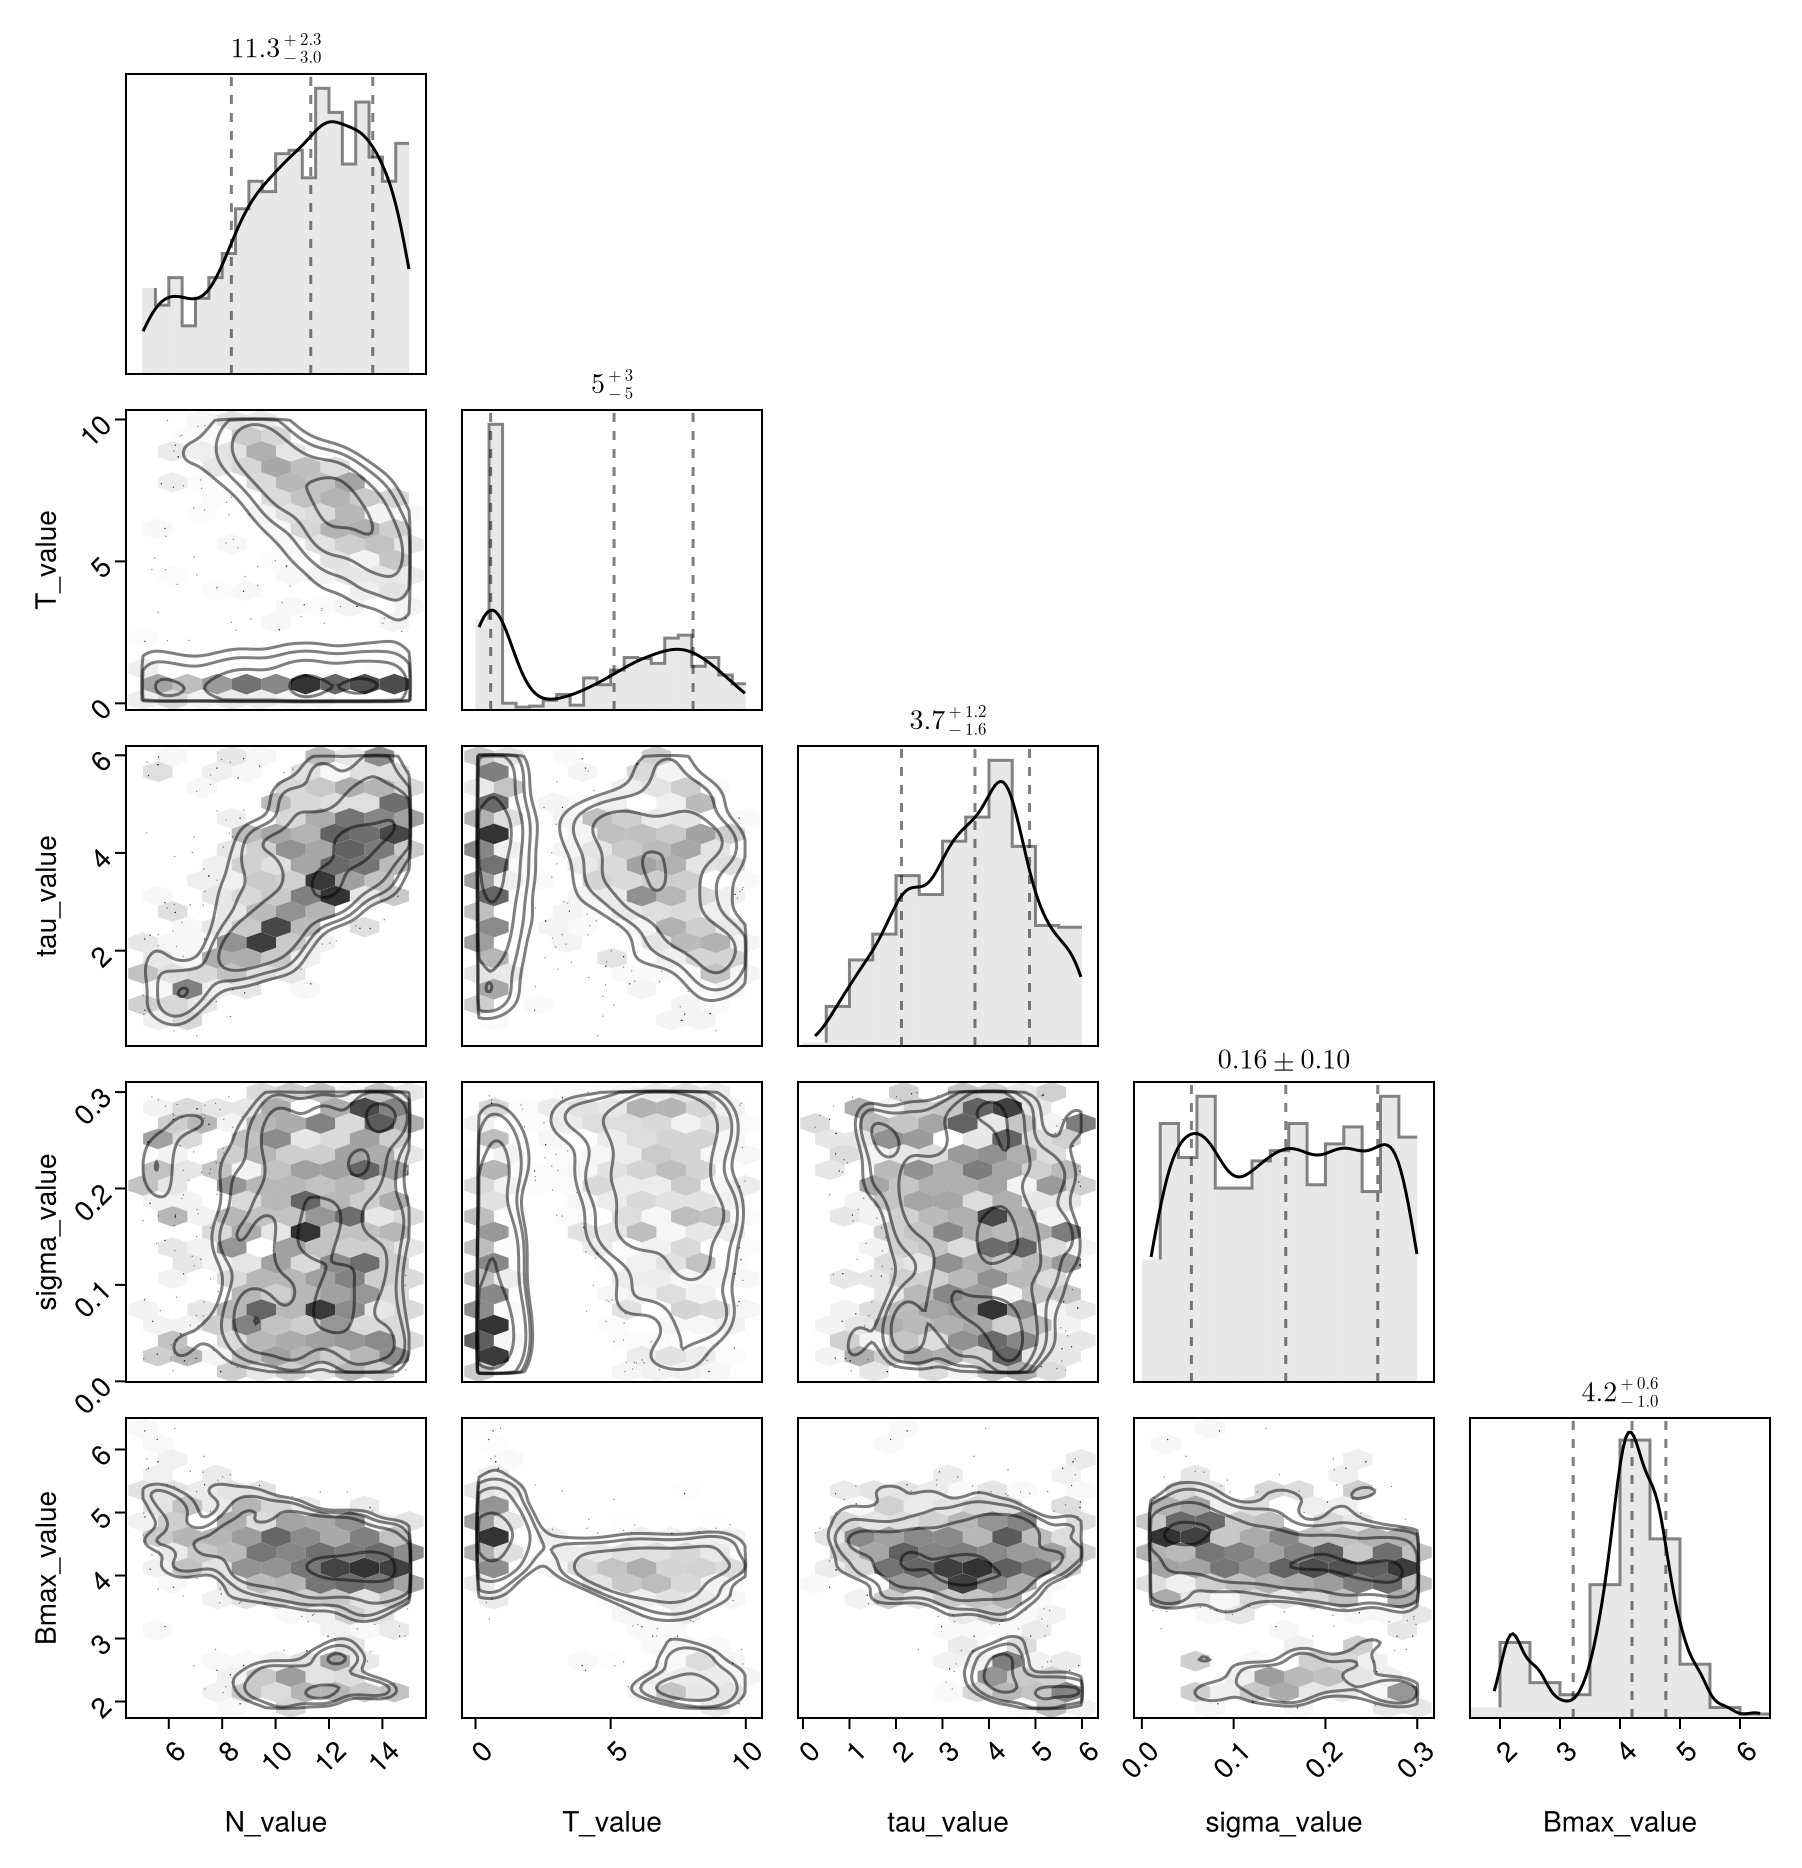 11.3 +2.3 −3.0
5 +3 −5
10
5
0
T_value
3.7 +1.2 −1.6
6
4
2
tau_value
0.16 ± 0.10
0.3
0.2
0.1
0.0
sigma_value
4.2 +0.6 −1.0
6
5
4
3
2
Bmax_value
6 8 10 12 14
0 5 10
0 1 2 3 4 5 6
0.0 0.1 0.2 0.3
2 3 4 5 6
N_value T_value tau_value sigma_value Bmax_value